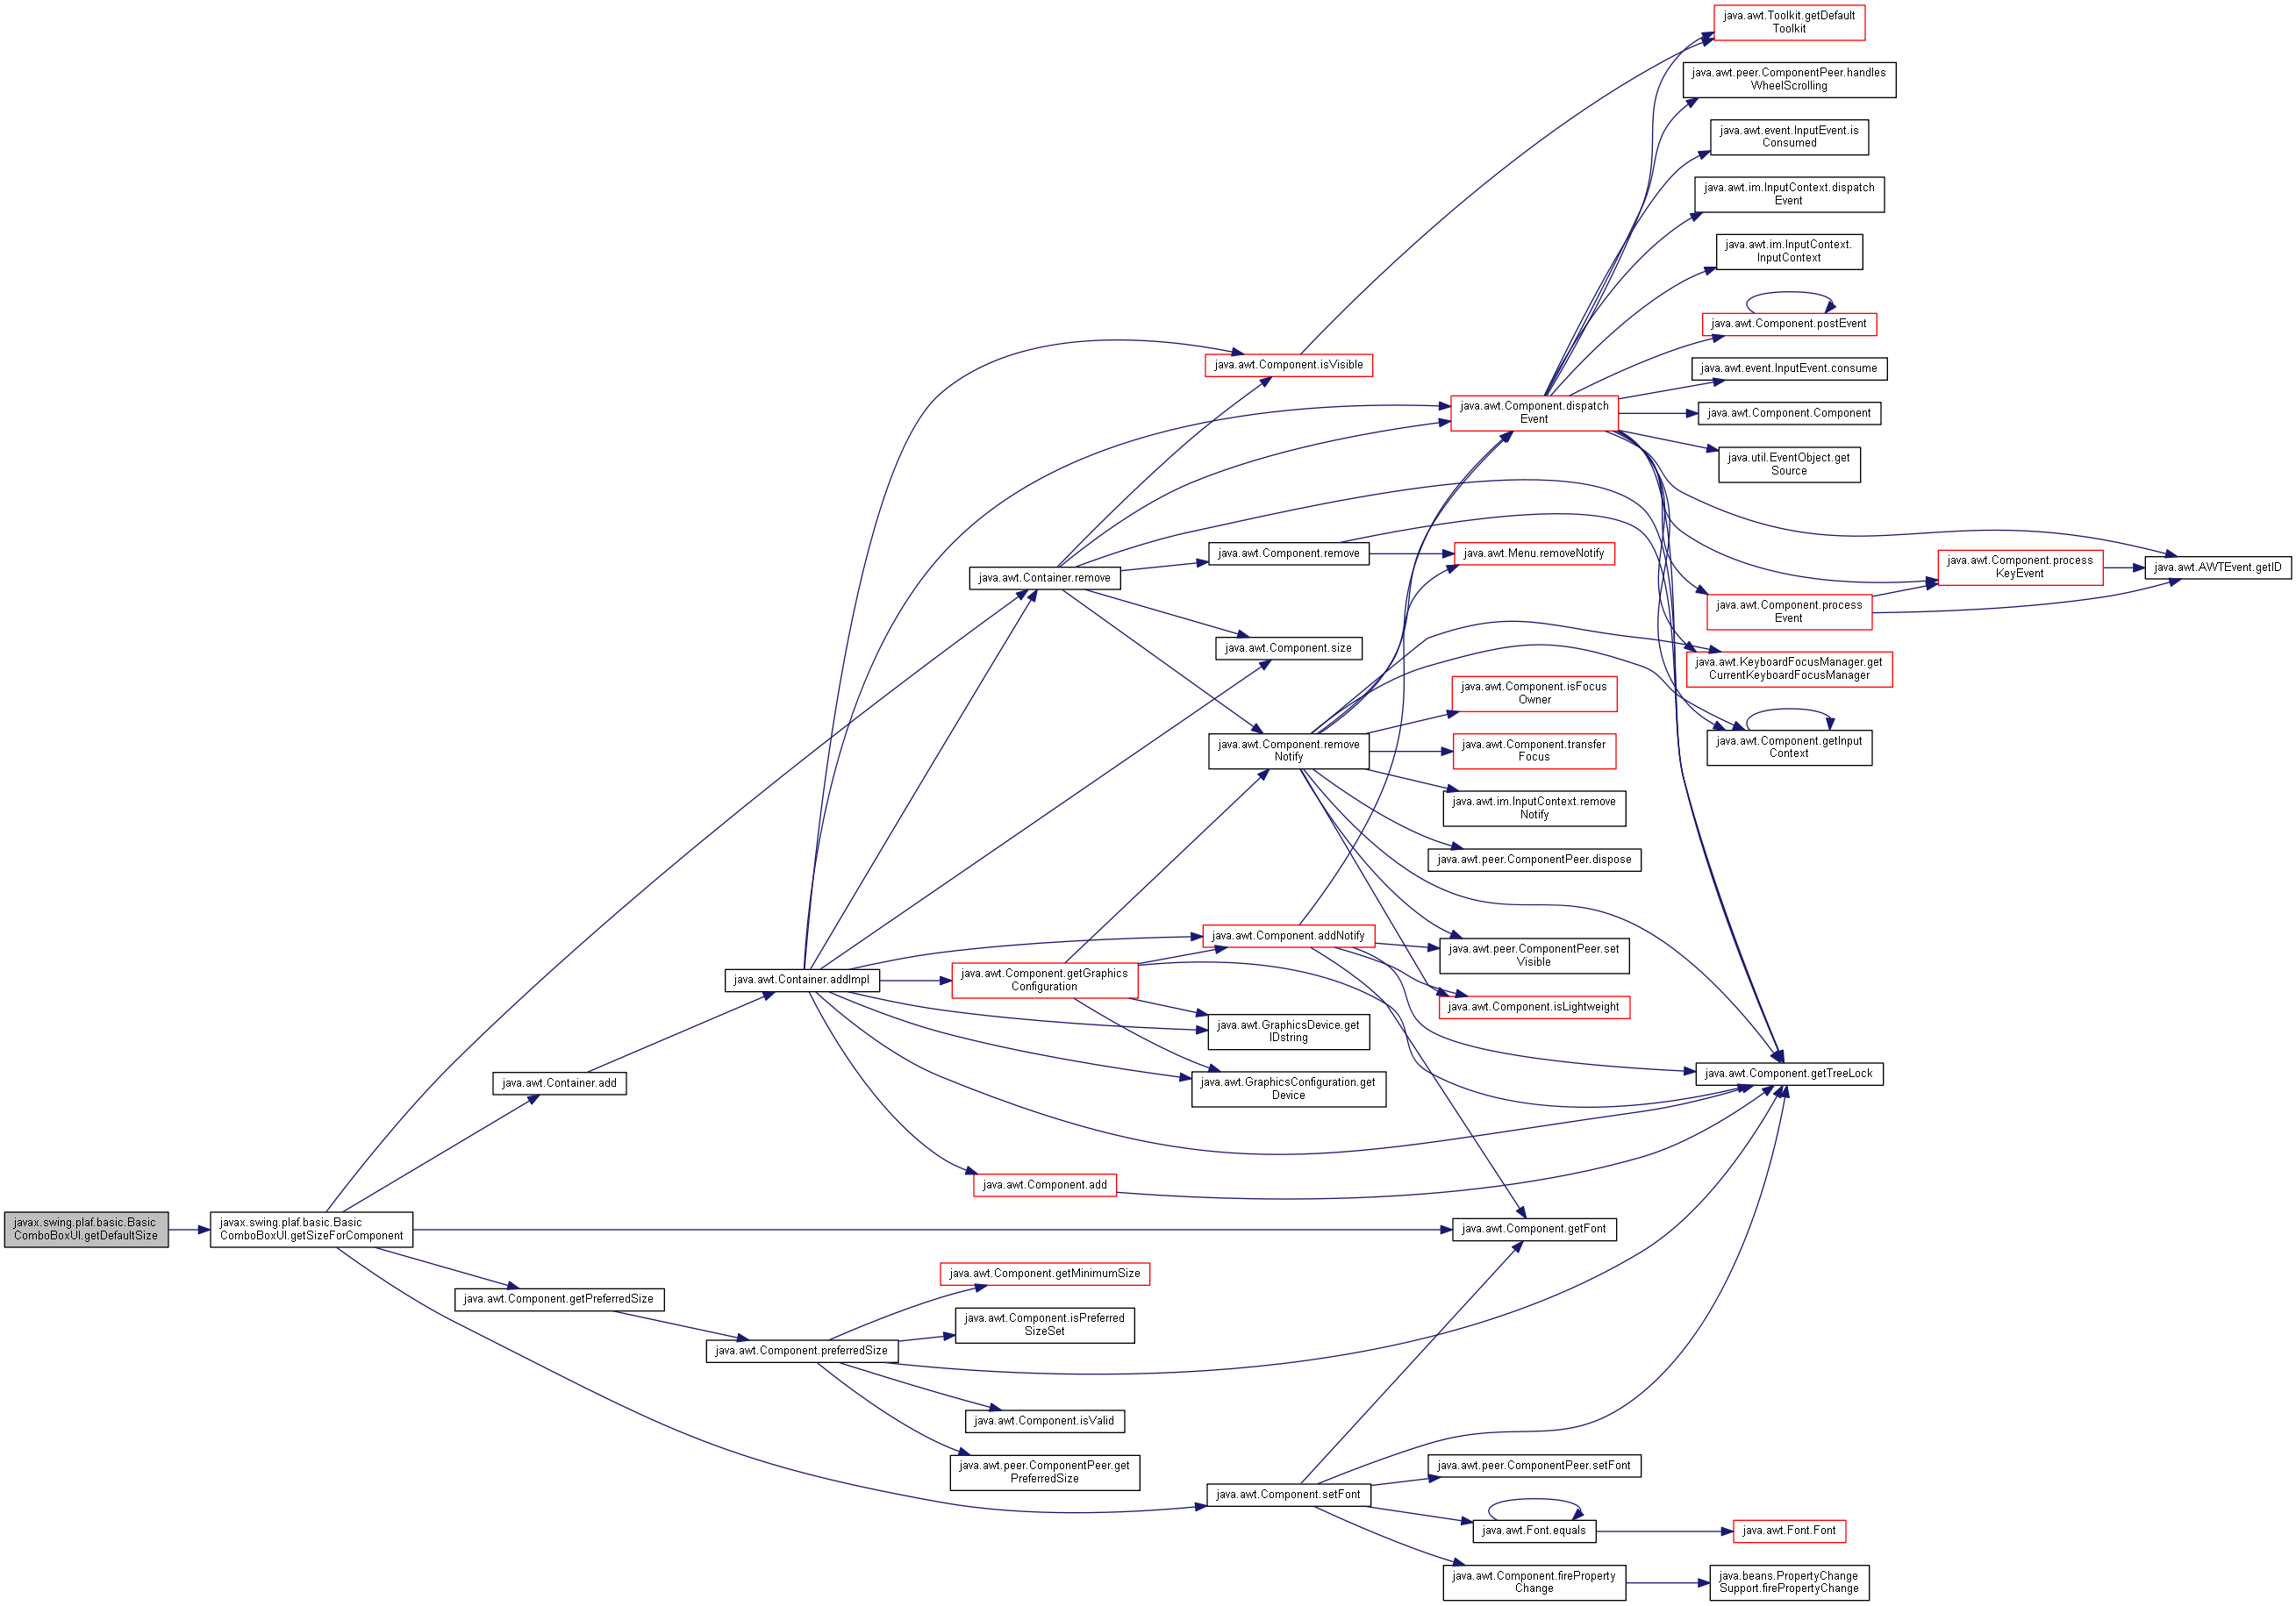 java.awt.Toolkit.getDefault
Toolkit
java.awt.peer.ComponentPeer.handles
WheelScrolling
java.awt.event.InputEvent.is
Consumed
java.awt.im.InputContext.dispatch
Event
java.awt.im.InputContext.
InputContext
java.awt.Component.postEvent
java.awt.Component.isVisible
java.awt.event.InputEvent.consume
java.awt.Component.dispatch
Event
java.awt.Component.Component
java.util.EventObject.get
Source
java.awt.Component.remove
java.awt.Menu.removeNotify
java.awt.Component.process
KeyEvent
java.awt.AWTEvent.getID
java.awt.Container.remove
java.awt.Component.process
Event
java.awt.Component.size
java.awt.KeyboardFocusManager.get
CurrentKeyboardFocusManager
java.awt.Component.isFocus
Owner
java.awt.Component.remove
Notify
java.awt.Component.transfer
Focus
java.awt.Component.getInput
Context
java.awt.im.InputContext.remove
Notify
java.awt.peer.ComponentPeer.dispose
java.awt.Component.addNotify
java.awt.peer.ComponentPeer.set
Visible
java.awt.Container.addImpl
java.awt.Component.getGraphics
Configuration
java.awt.Component.isLightweight
java.awt.GraphicsDevice.get
IDstring
java.awt.Component.getTreeLock
java.awt.Container.add
java.awt.GraphicsConfiguration.get
Device
java.awt.Component.add
javax.swing.plaf.basic.Basic
ComboBoxUI.getDefaultSize
javax.swing.plaf.basic.Basic
ComboBoxUI.getSizeForComponent
java.awt.Component.getFont
java.awt.Component.getMinimumSize
java.awt.Component.getPreferredSize
java.awt.Component.isPreferred
SizeSet
java.awt.Component.preferredSize
java.awt.Component.isValid
java.awt.peer.ComponentPeer.get
PreferredSize
java.awt.peer.ComponentPeer.setFont
java.awt.Component.setFont
java.awt.Font.equals
java.awt.Font.Font
java.awt.Component.fireProperty
Change
java.beans.PropertyChange
Support.firePropertyChange